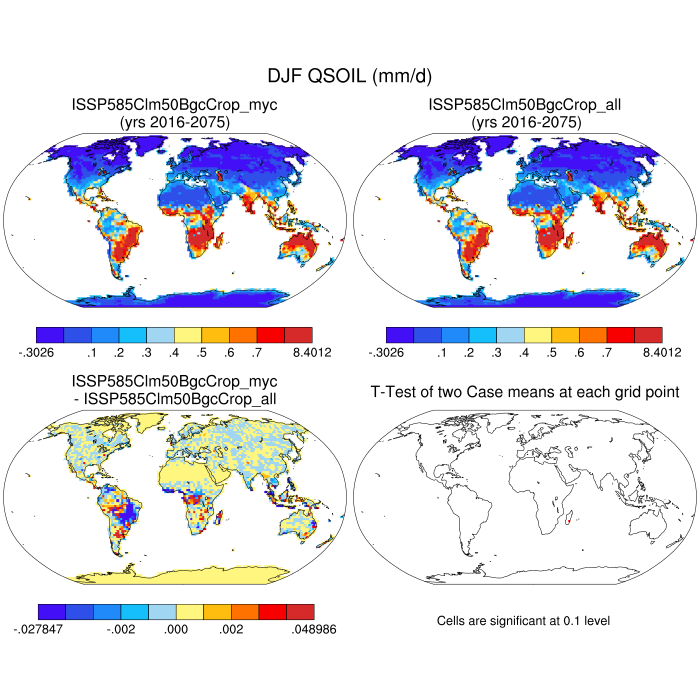 DJF QSOIL (mm/d)
ISSP585Clm50BgcCrop_myc
(yrs 2016-2075)
ISSP585Clm50BgcCrop_all
(yrs 2016-2075)
-.3026 .1 .2 .3 .4 .5 .6 .7 8.4012
-.3026 .1 .2 .3 .4 .5 .6 .7 8.4012
ISSP585Clm50BgcCrop_myc
- ISSP585Clm50BgcCrop_all
T-Test of two Case means at each grid point
-.027847 -.002 .000 .002 .048986
Cells are significant at 0.1 level